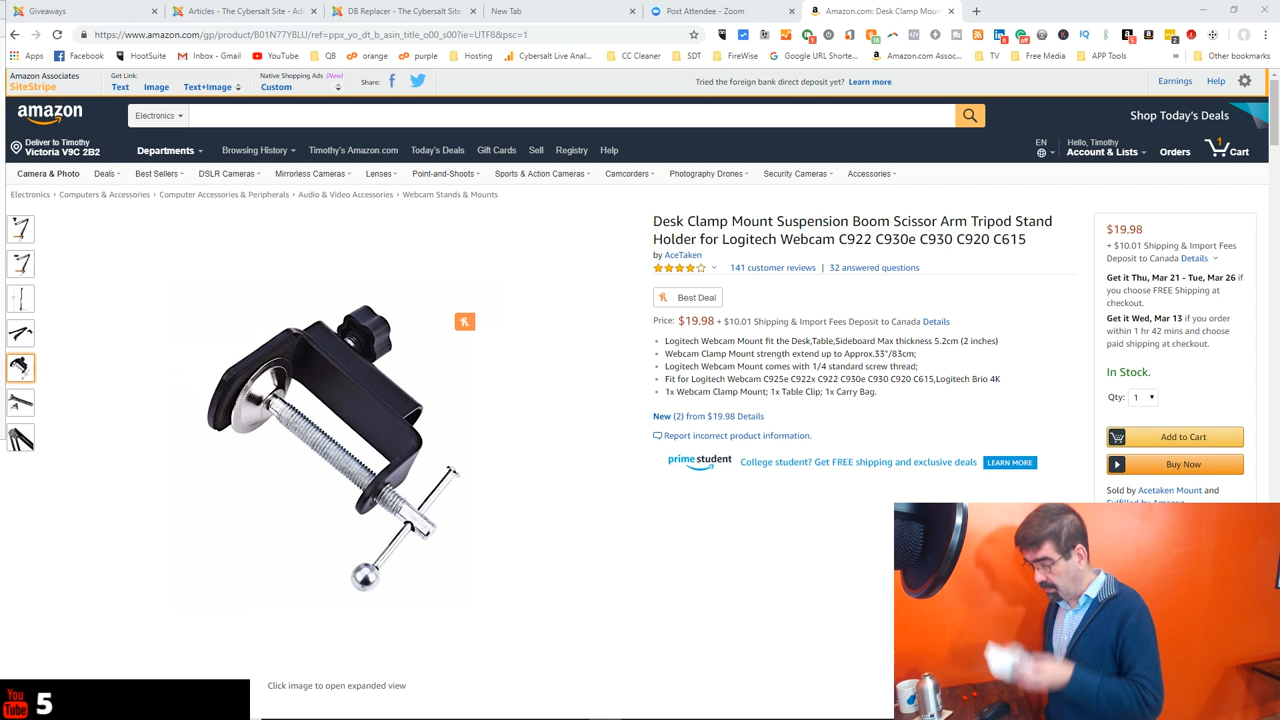 Giveaways
Articles - The Cybersalt Site - Adm
DB Replacer - The Cybersalt Site
New Tab
Post Attendee - Zoom
Amazon.com: Desk Clamp Moun
https://www.amazon.com/gp/product/B01N77YBLU/ref=ppx_yo_dt_b_asin_title_o00_s00?ie=UTF8&psc=1
Apps Facebook HootSuite Inbox - Gmail YouTube QB orange purple Hosting Cybersalt Live Anal... CC Cleaner SDT FireWise Google URL Shorte... Amazon.com Assoc... TV Free Media APP Tools » Other bookmarks
Amazon Associates
SiteStripe
Get Link:
Text Image Text+Image
Native Shopping Ads (New)
Custom
Share:
Tried the foreign bank direct deposit yet? Learn more
Earnings Help
amazon
Electronics
Shop Today's Deals
Deliver to Timothy
Victoria V9C 2B2
Departments Browsing History Timothy's Amazon.com Today's Deals Gift Cards Sell Registry Help
EN
Hello, Timothy
Account & Lists
Orders
1
Cart
Camera & Photo Deals Best Sellers DSLR Cameras Mirrorless Cameras Lenses Point-and-Shoots Sports & Action Cameras Camcorders Photography Drones Security Cameras Accessories
Electronics › Computers & Accessories › Computer Accessories & Peripherals › Audio & Video Accessories › Webcam Stands & Mounts
Desk Clamp Mount Suspension Boom Scissor Arm Tripod Stand
Holder for Logitech Webcam C922 C930e C930 C920 C615
by AceTaken
141 customer reviews | 32 answered questions
Best Deal
Price: $19.98 + $10.01 Shipping & Import Fees Deposit to Canada Details
• Logitech Webcam Mount fit the Desk,Table,Sideboard Max thickness 5.2cm (2 inches)
• Webcam Clamp Mount strength extend up to Approx.33"/83cm;
• Logitech Webcam Mount comes with 1/4 standard screw thread;
• Fit for Logitech Webcam C925e C922x C922 C930e C930 C920 C615,Logitech Brio 4K
• 1x Webcam Clamp Mount; 1x Table Clip; 1x Carry Bag.
New (2) from $19.98 Details
Report incorrect product information.
prime student College student? Get FREE shipping and exclusive deals LEARN MORE
$19.98
+ $10.01 Shipping & Import Fees
Deposit to Canada Details
Get it Thu, Mar 21 - Tue, Mar 26 if
you choose FREE Shipping at
checkout.
Get it Wed, Mar 13 if you order
within 1 hr 42 mins and choose
paid shipping at checkout.
In Stock.
Qty: 1
Add to Cart
Buy Now
Sold by Acetaken Mount and
Fulfilled by Amazon
Click image to open expanded view
You
Tube
5